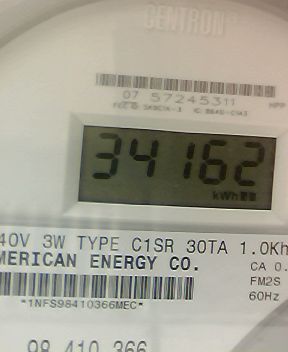 CENTRON®
07 57245311
HPP
34162
kWh
40V 3W TYPE C1SR 30TA 1.0Kh
MERICAN ENERGY CO.
CA 0.
FM2S
60Hz
*1NFS98410366MEC*
98 410 366